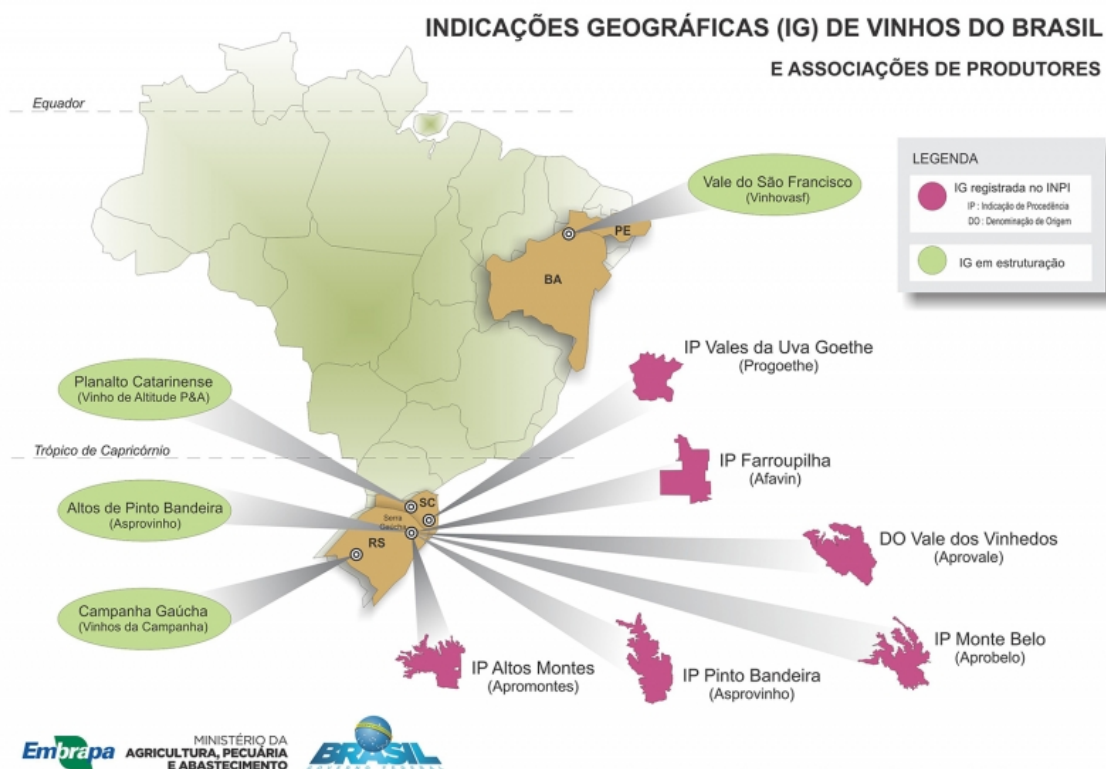 INDICAÇÕES GEOGRÁFICAS (IG) DE VINHOS DO BRASIL
E ASSOCIAÇÕES DE PRODUTORES
Equador
LEGENDA
IG registrada no INPI
IP : Indicação de Procedência
DO : Denominação de Origem
IG em estruturação
Vale do São Francisco
(Vinhovasf)
PE
BA
IP Vales da Uva Goethe
(Progoethe)
Planalto Catarinense
(Vinho de Altitude P&A)
Trópico de Capricórnio
IP Farroupilha
(Afavin)
Altos de Pinto Bandeira
(Asprovinho)
SC
Serra
Gaúcha
RS
DO Vale dos Vinhedos
(Aprovale)
Campanha Gaúcha
(Vinhos da Campanha)
IP Monte Belo
(Aprobelo)
IP Altos Montes
(Apromontes)
IP Pinto Bandeira
(Asprovinho)
Embrapa
MINISTÉRIO DA
AGRICULTURA, PECUÁRIA
E ABASTECIMENTO
BRASIL
GOVERNO FEDERAL